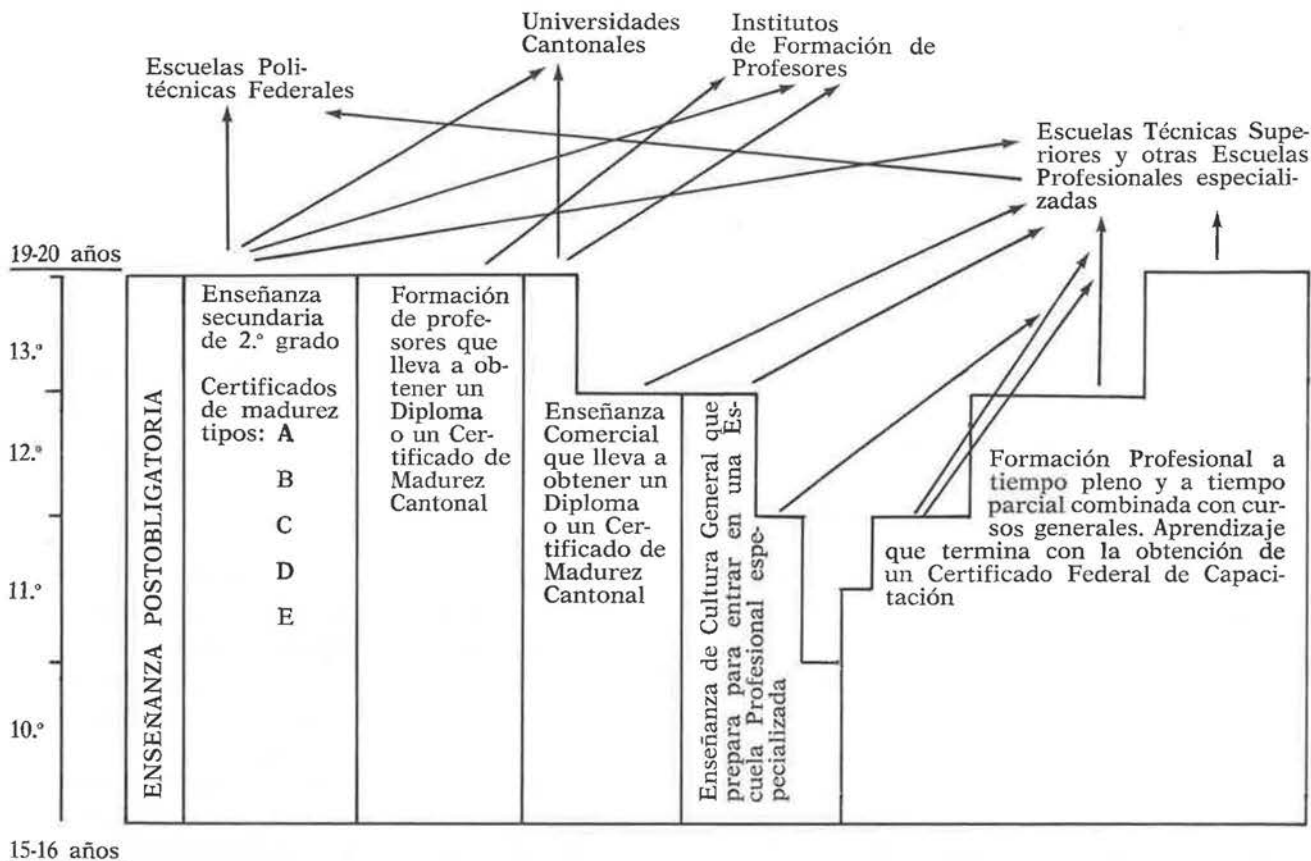 Universidades
Cantonales
Institutos
de Formación de
Profesores
Escuelas Poli-
técnicas Federales
Escuelas Técnicas Supe-
riores y otras Escuelas
Profesionales especiali-
zadas
19-20 años
13.º
12.º
11.º
10.º
15-16 años
ENSEÑANZA POSTOBLIGATORIA
Enseñanza
secundaria
de 2.º grado
Certificados
de madurez
tipos: A
B
C
D
E
Formación
de profe-
sores que
lleva a ob-
tener un
Diploma
o un Cer-
tificado de
Madurez
Cantonal
Enseñanza
Comercial
que lleva a
obtener un
Diploma
o un Cer-
tificado de
Madurez
Cantonal
Enseñanza de Cultura General que
prepara para entrar en una Es-
cuela Profesional espe-
pecializada
Formación Profesional a
tiempo pleno y a tiempo
parcial combinada con cur-
sos generales. Aprendizaje
que termina con la obtención de
un Certificado Federal de Capaci-
tación